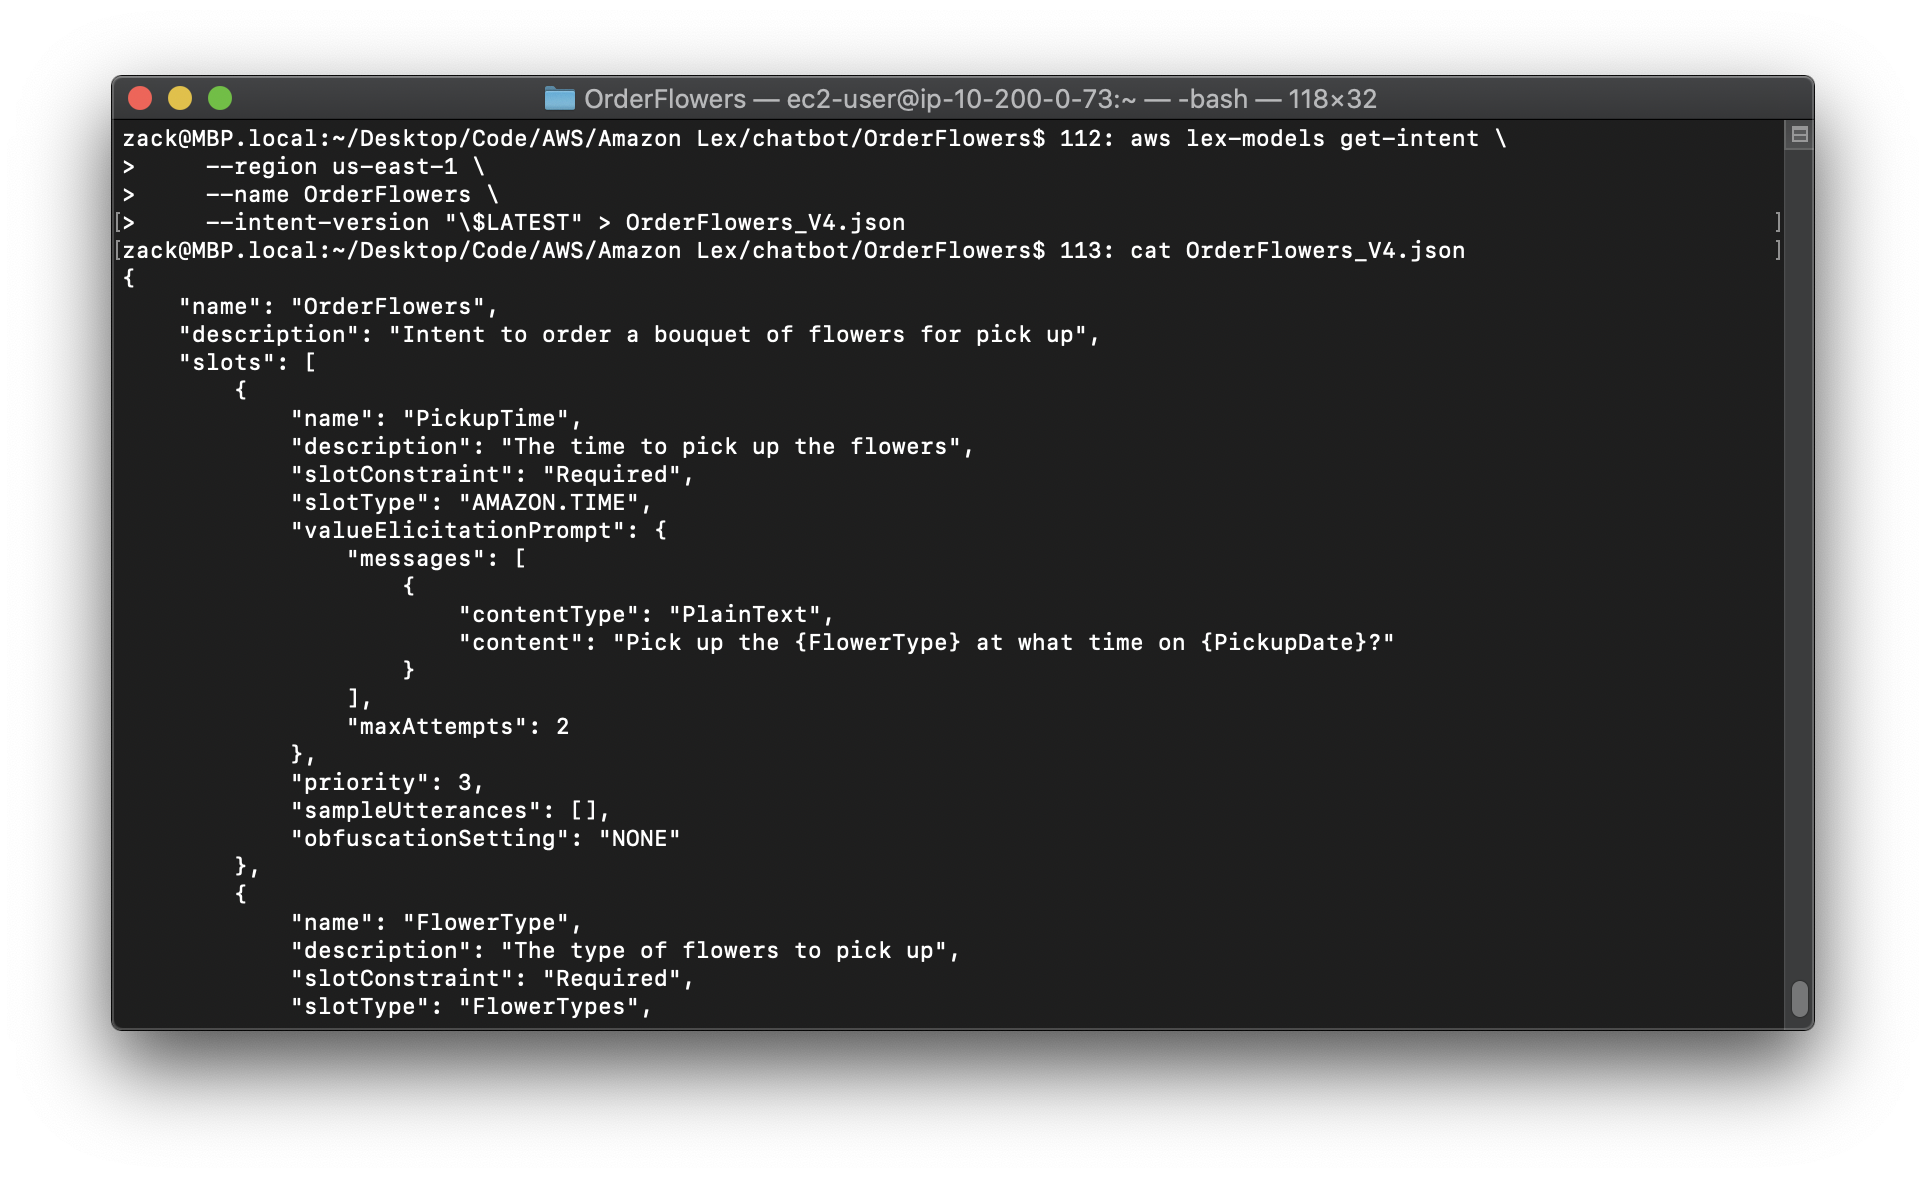 OrderFlowers — ec2-user@ip-10-200-0-73:~ — -bash — 118×32
zack@MBP.local:~/Desktop/Code/AWS/Amazon Lex/chatbot/OrderFlowers$ 112: aws lex-models get-intent \
>     --region us-east-1 \
>     --name OrderFlowers \
[>     --intent-version "\$LATEST" > OrderFlowers_V4.json ]
[zack@MBP.local:~/Desktop/Code/AWS/Amazon Lex/chatbot/OrderFlowers$ 113: cat OrderFlowers_V4.json ]
{
    "name": "OrderFlowers",
    "description": "Intent to order a bouquet of flowers for pick up",
    "slots": [
        {
            "name": "PickupTime",
            "description": "The time to pick up the flowers",
            "slotConstraint": "Required",
            "slotType": "AMAZON.TIME",
            "valueElicitationPrompt": {
                "messages": [
                    {
                        "contentType": "PlainText",
                        "content": "Pick up the {FlowerType} at what time on {PickupDate}?"
                    }
                ],
                "maxAttempts": 2
            },
            "priority": 3,
            "sampleUtterances": [],
            "obfuscationSetting": "NONE"
        },
        {
            "name": "FlowerType",
            "description": "The type of flowers to pick up",
            "slotConstraint": "Required",
            "slotType": "FlowerTypes",